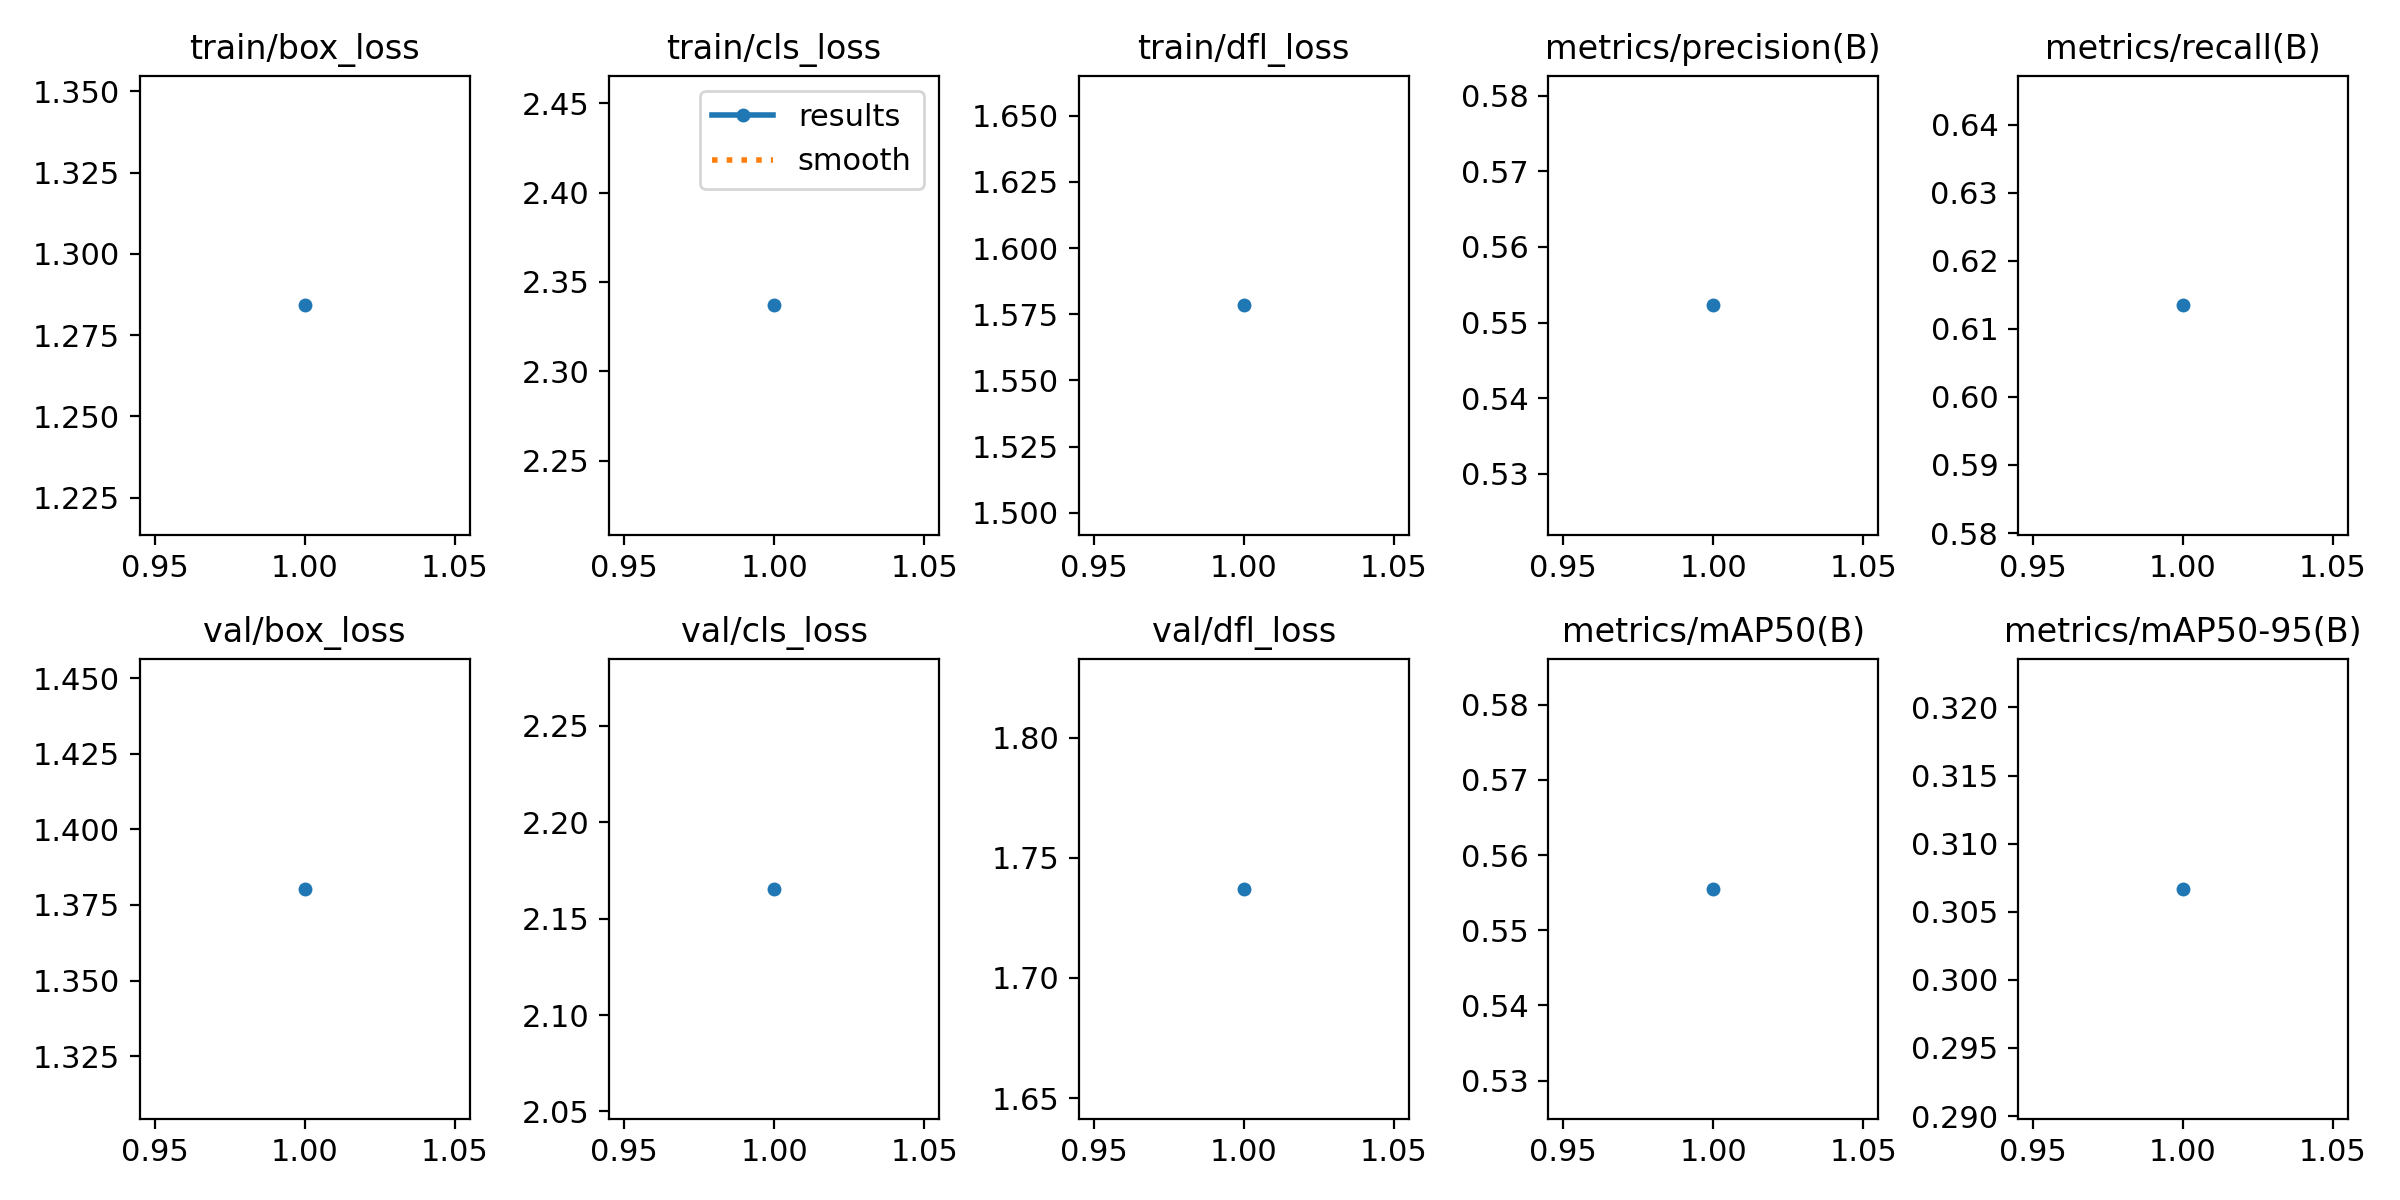 train/box_loss
1.350
1.325
1.300
1.275
1.250
1.225
0.95 1.00 1.05
train/cls_loss
results
smooth
2.45
2.40
2.35
2.30
2.25
0.95 1.00 1.05
train/dfl_loss
1.650
1.625
1.600
1.575
1.550
1.525
1.500
0.95 1.00 1.05
metrics/precision(B)
0.58
0.57
0.56
0.55
0.54
0.53
0.95 1.00 1.05
metrics/recall(B)
0.64
0.63
0.62
0.61
0.60
0.59
0.58
0.95 1.00 1.05
val/box_loss
1.450
1.425
1.400
1.375
1.350
1.325
0.95 1.00 1.05
val/cls_loss
2.25
2.20
2.15
2.10
2.05
0.95 1.00 1.05
val/dfl_loss
1.80
1.75
1.70
1.65
0.95 1.00 1.05
metrics/mAP50(B)
0.58
0.57
0.56
0.55
0.54
0.53
0.95 1.00 1.05
metrics/mAP50-95(B)
0.320
0.315
0.310
0.305
0.300
0.295
0.290
0.95 1.00 1.05